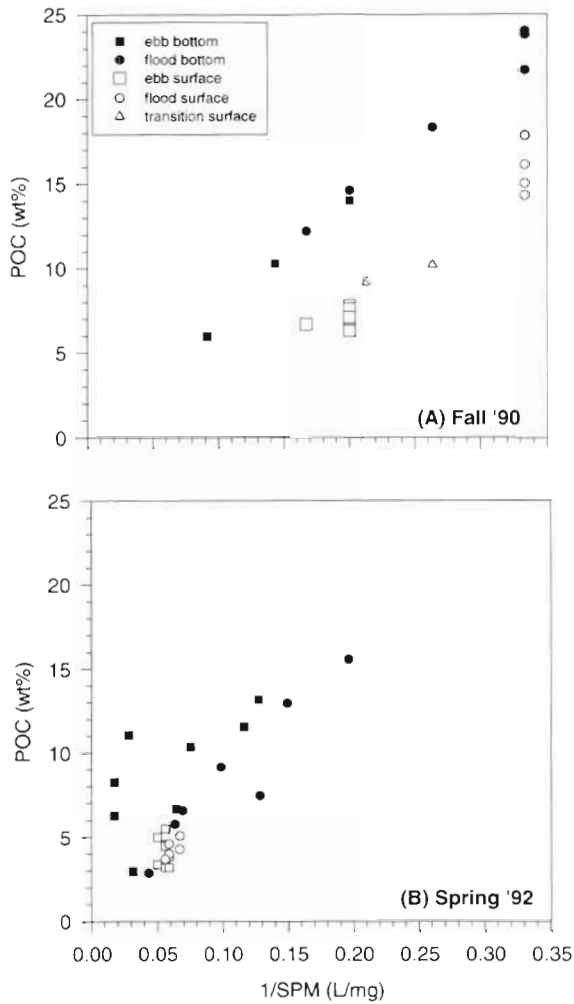 25
20
15
10
5
0
POC (wt%)
ebb bottom
flood bottom
ebb surface
flood surface
transition surface
(A) Fall '90
25
20
15
10
5
0
POC (wt%)
(B) Spring '92
0.00 0.05 0.10 0.15 0.20 0.25 0.30 0.35
1/SPM (L/mg)